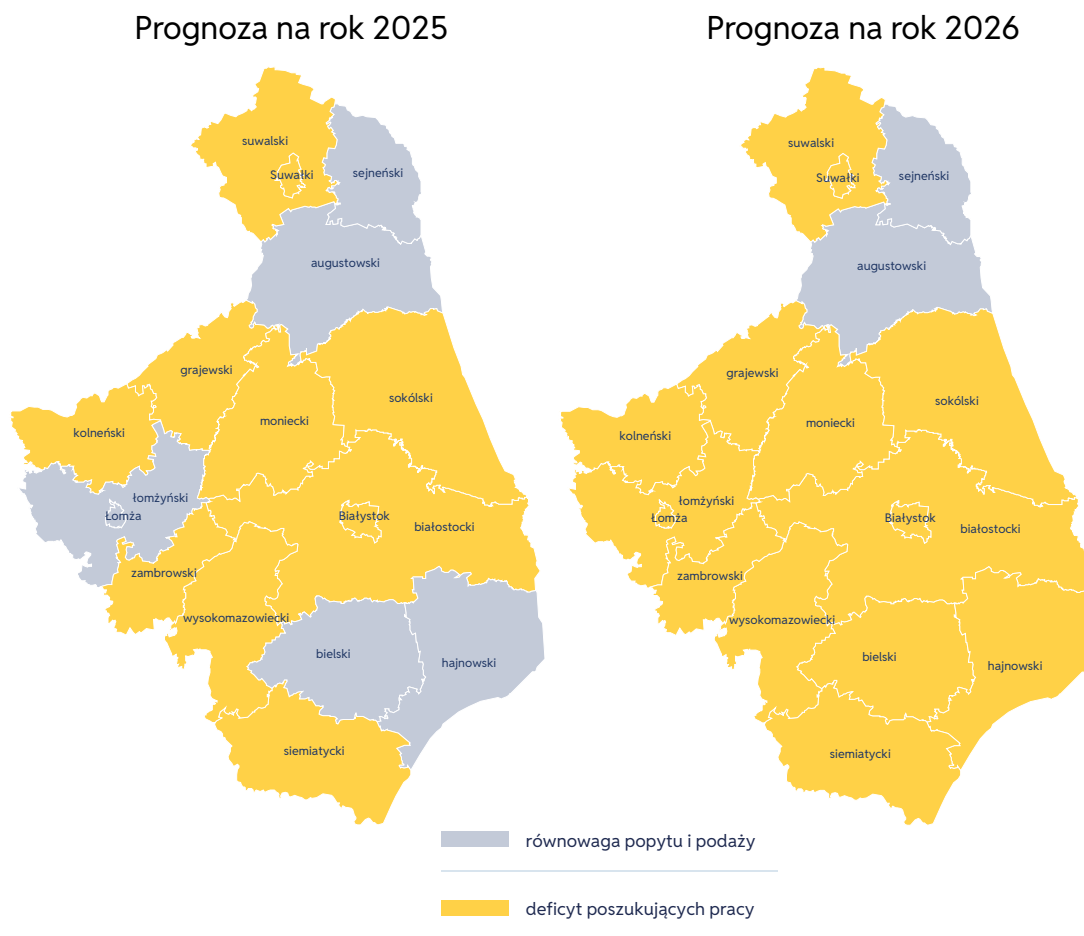 Prognoza na rok 2025
suwalski
Suwałki
sejneński
augustowski
grajewski
sokólski
moniecki
kolneński
łomżyński
Łomża
Białystok
białostocki
zambrowski
wysokomazowiecki
bielski
hajnowski
siemiatycki
Prognoza na rok 2026
suwalski
Suwałki
sejneński
augustowski
grajewski
sokólski
moniecki
kolneński
łomżyński
Łomża
Białystok
białostocki
zambrowski
wysokomazowiecki
bielski
hajnowski
siemiatycki
równowaga popytu i podaży
deficyt poszukujących pracy